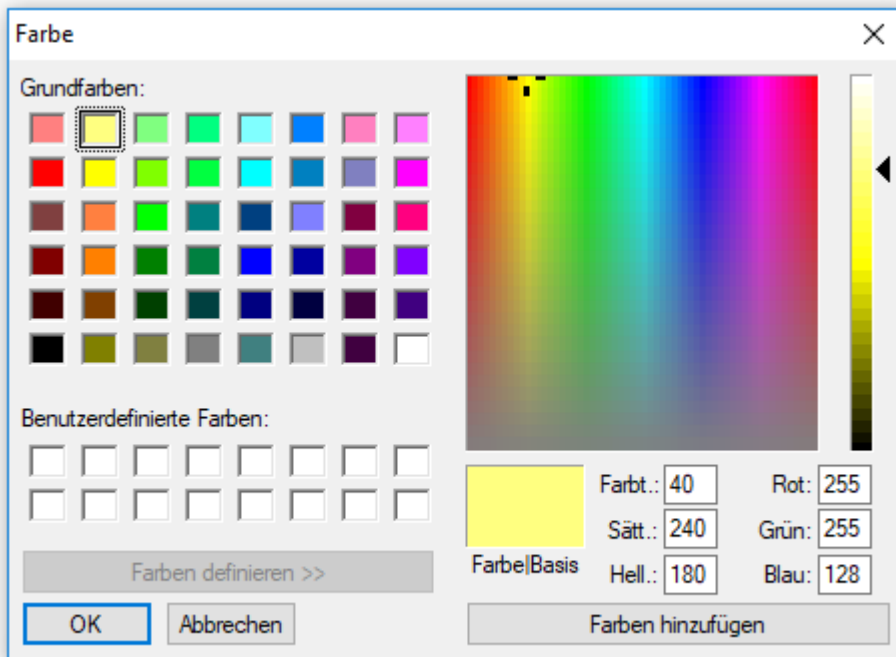 Farbe
Grundfarben:
Benutzerdefinierte Farben:
Farben definieren >>
OK
Abbrechen
Farbe|Basis
Farbt.: 40
Sätt.: 240
Hell.: 180
Rot: 255
Grün: 255
Blau: 128
Farben hinzufügen